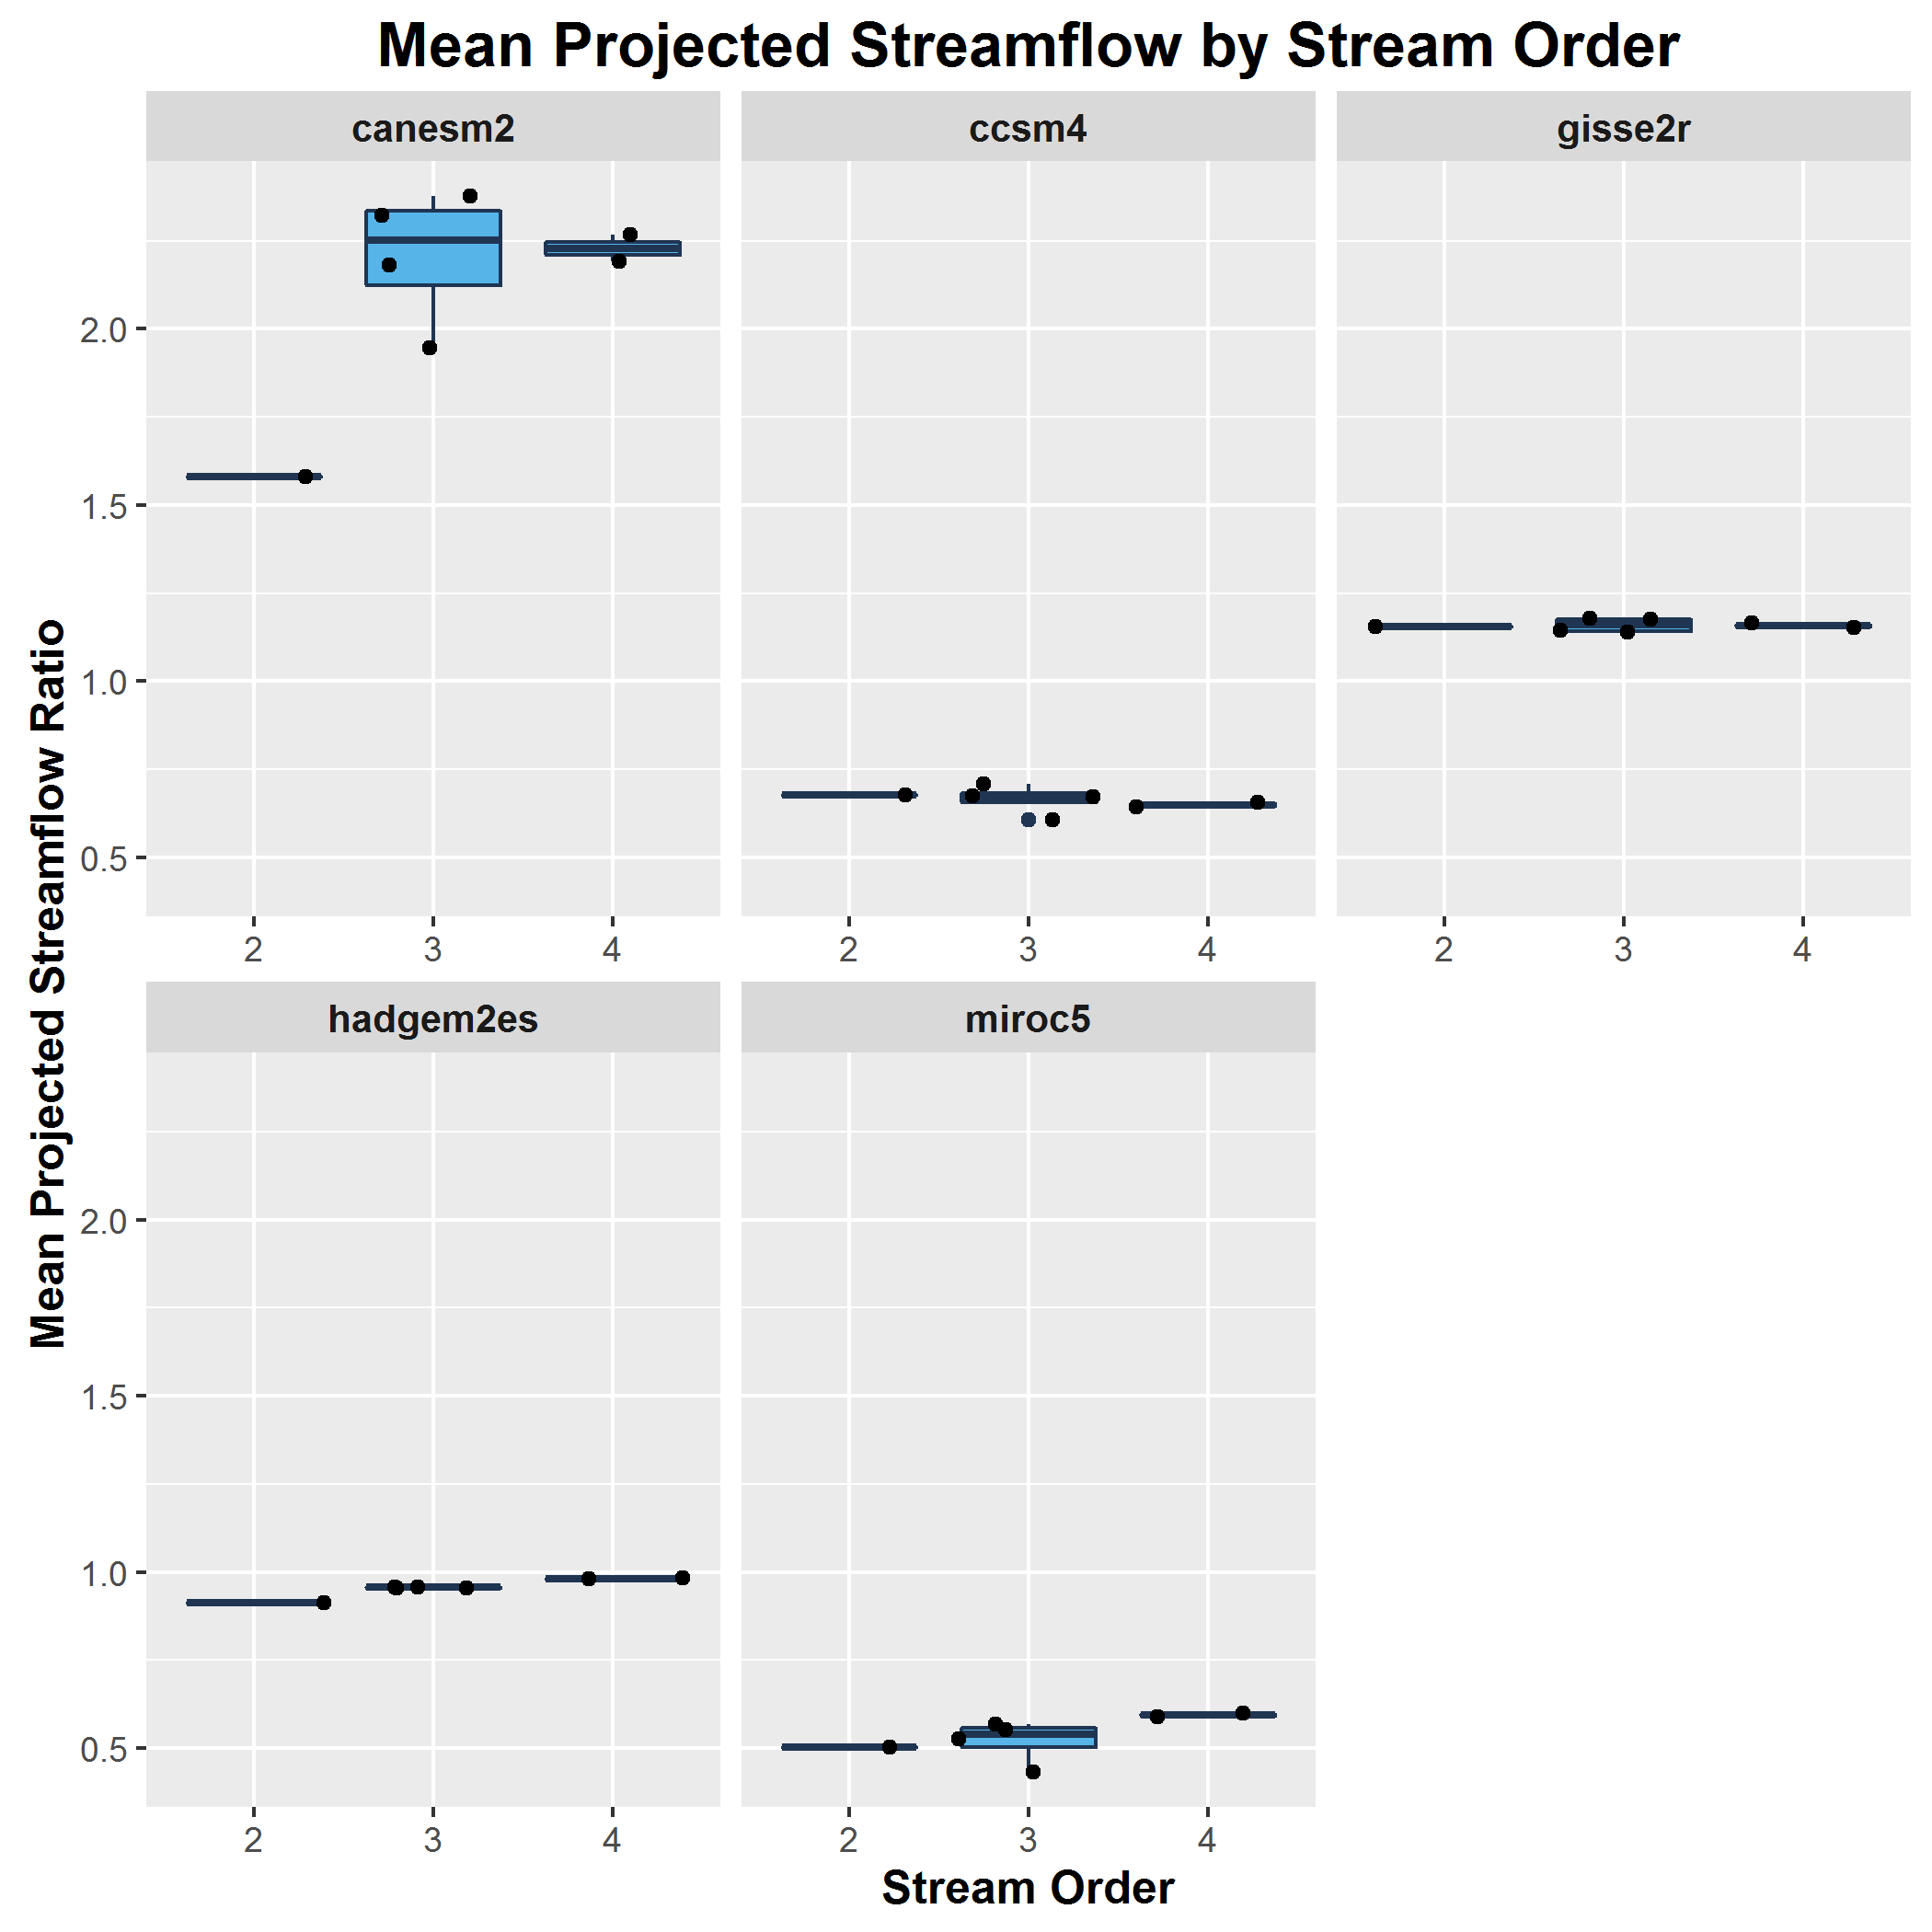 Mean Projected Streamflow by Stream Order
canesm2
ccsm4
gisse2r
2.0
1.5
1.0
0.5
2 3 4
2 3 4
2 3 4
Mean Projected Streamflow Ratio
hadgem2es
miroc5
2.0
1.5
1.0
0.5
2 3 4
2 3 4
Stream Order